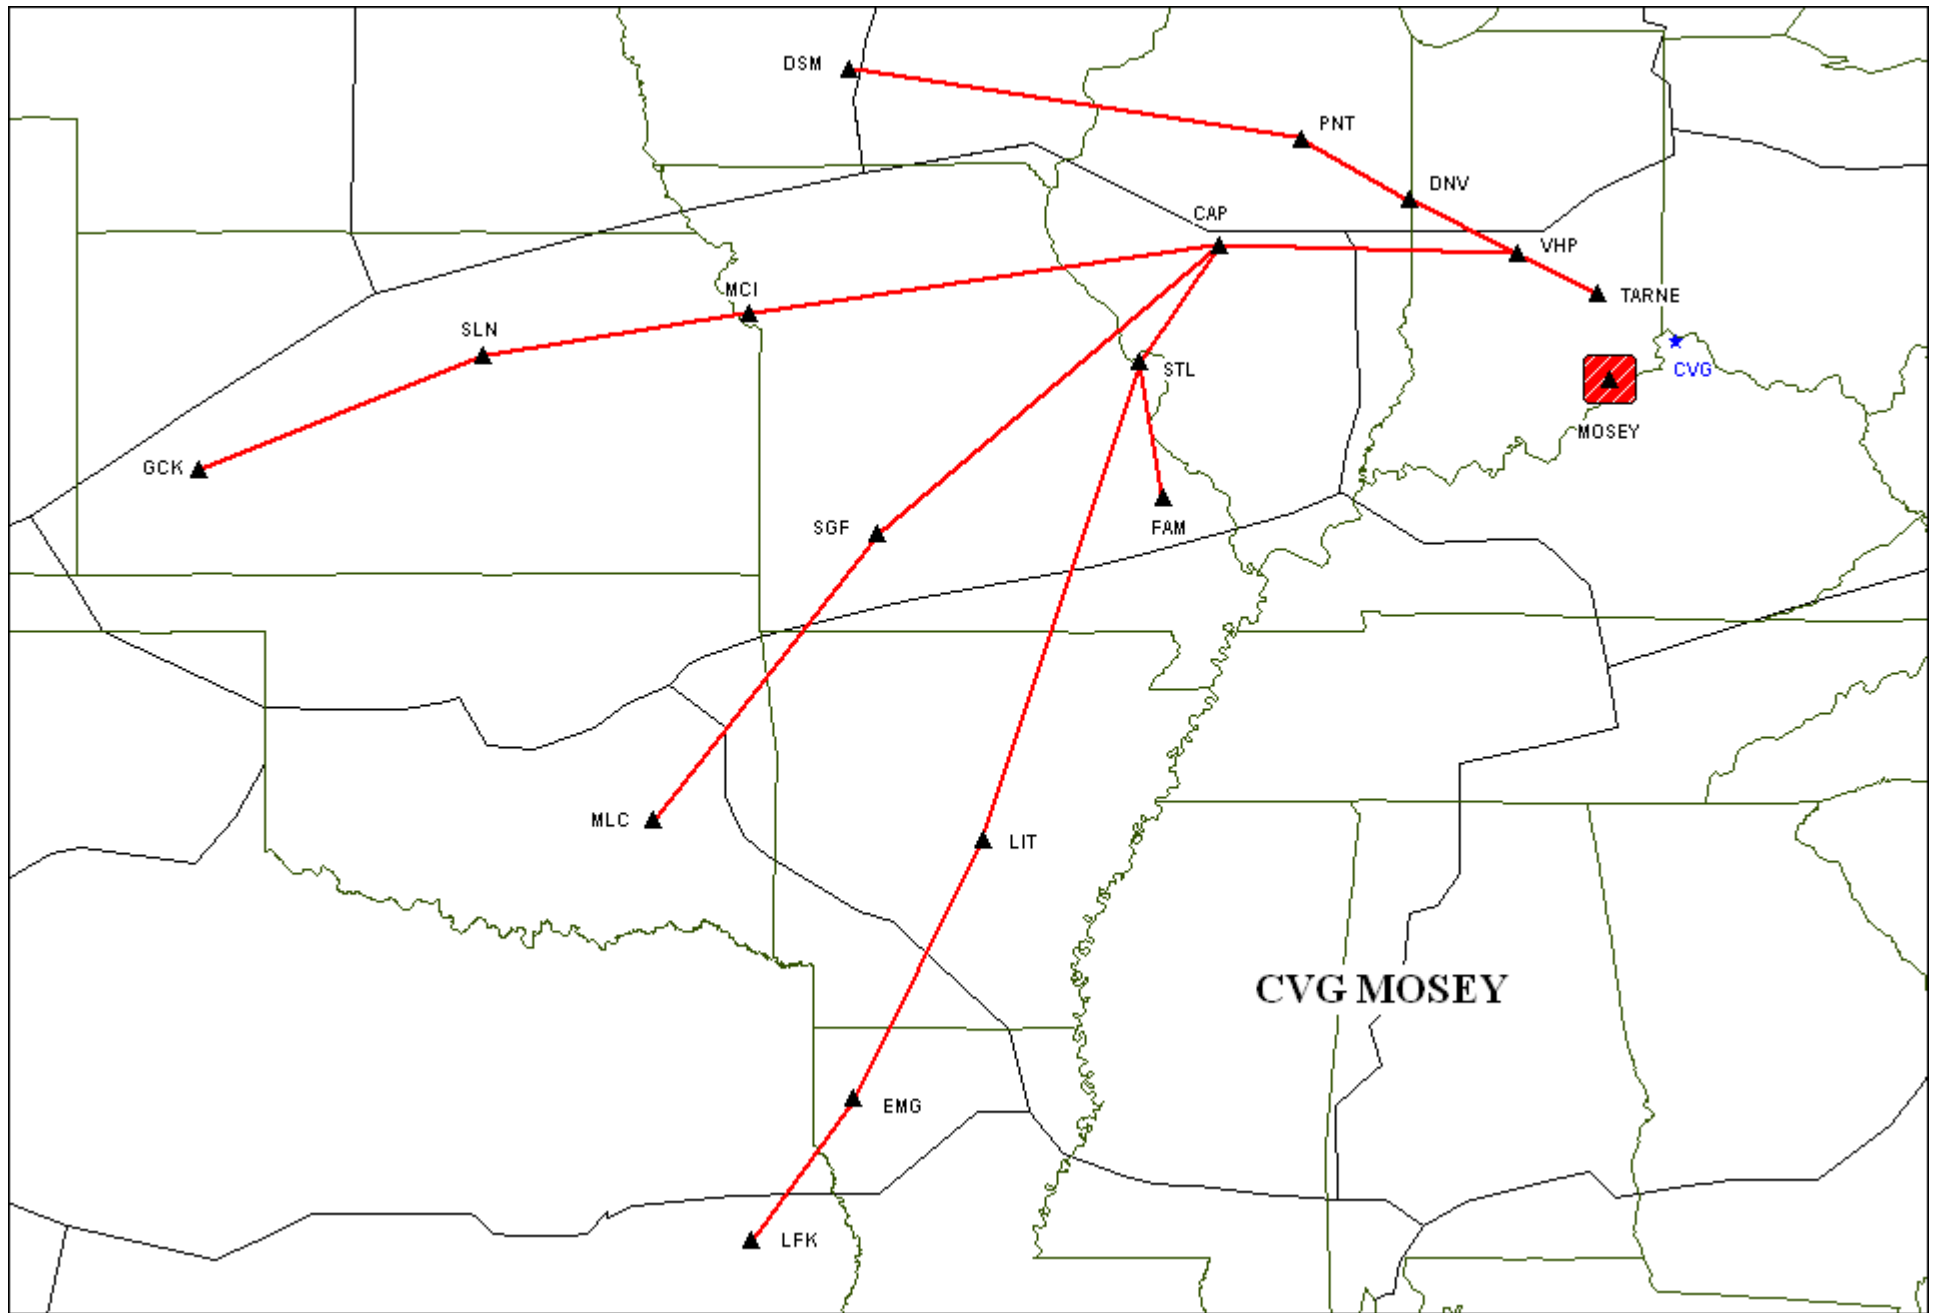 DSM
PNT
DNV
CAP
VHP
MCI
TARNE
SLN
STL
CVG
MOSEY
GCK
SGF
FAM
MLC
LIT
CVG MOSEY
EMG
LFK